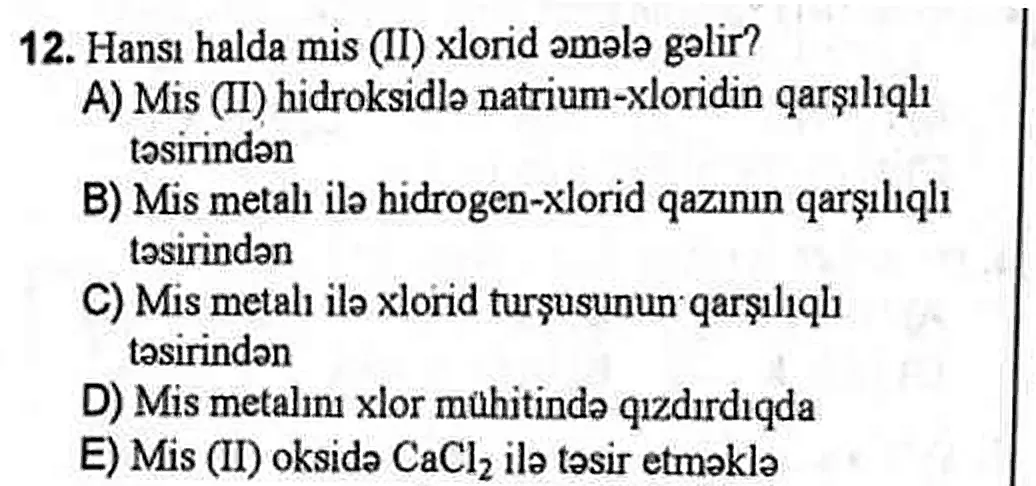 12. Hansı halda mis (II) xlorid əmələ gəlir?
A) Mis (II) hidroksidlə natrium-xloridin qarşılıqlı
təsirindən
B) Mis metalı ilə hidrogen-xlorid qazının qarşılıqlı
təsirindən
C) Mis metalı ilə xlorid turşusunun qarşılıqlı
təsirindən
D) Mis metalını xlor mühitində qızdırdıqda
E) Mis (II) oksidə CaCl₂ ilə təsir etməklə